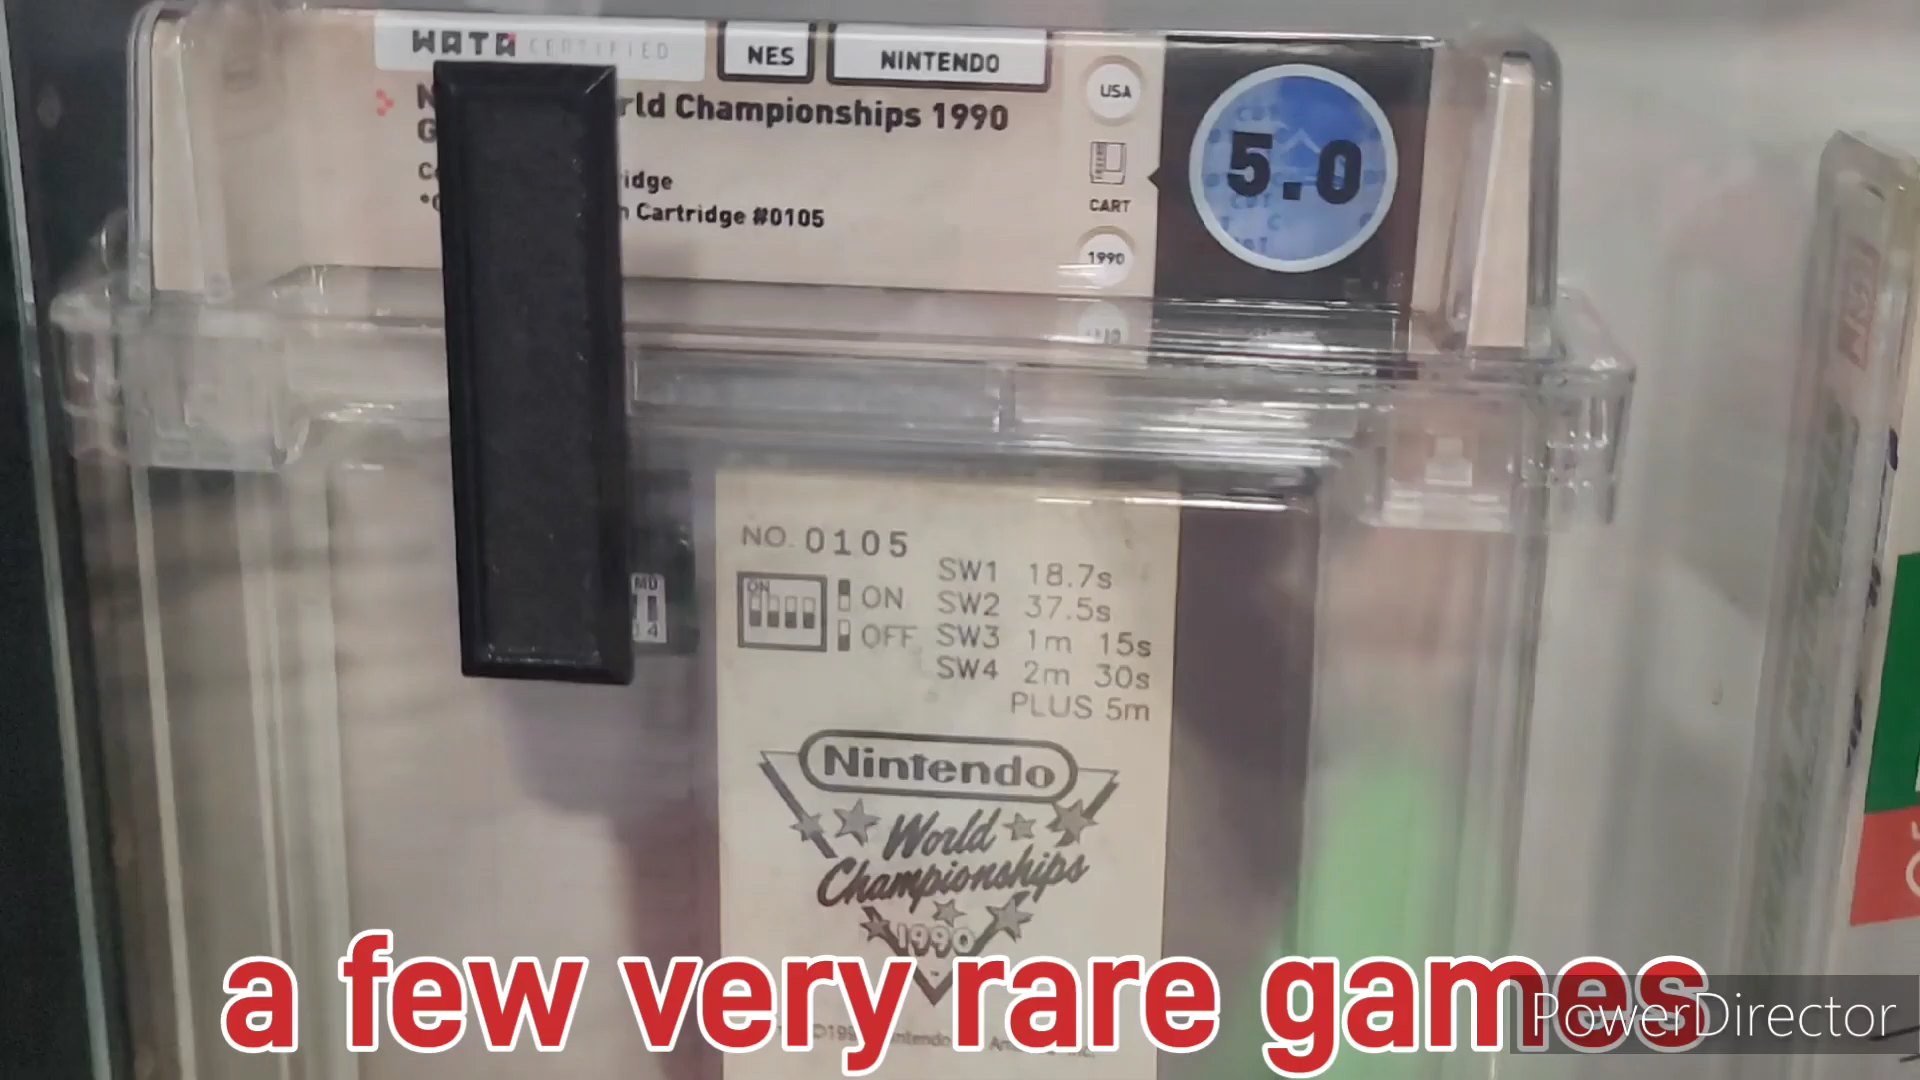 WATA CERTIFIED
NES
NINTENDO
rld Championships 1990
USA
5.0
idge
Cartridge #0105
CART
1990
NO. 0105
ON
ON
OFF
SW1 18.7s
SW2 37.5s
SW3 1m 15s
SW4 2m 30s
PLUS 5m
4
Nintendo
World
Championships
1990
a few very rare games
PowerDirector